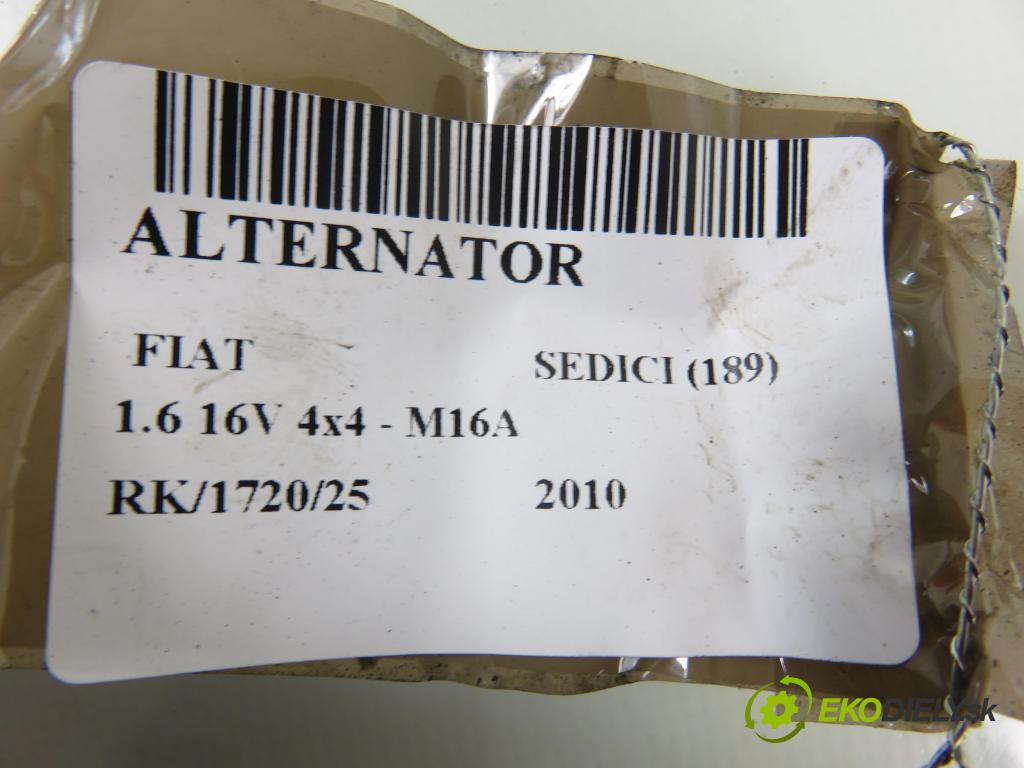 ALTERNATOR
FIAT SEDICI (189)
1.6 16V 4x4 - M16A
RK/1720/25 2010
EKODIELY.sk